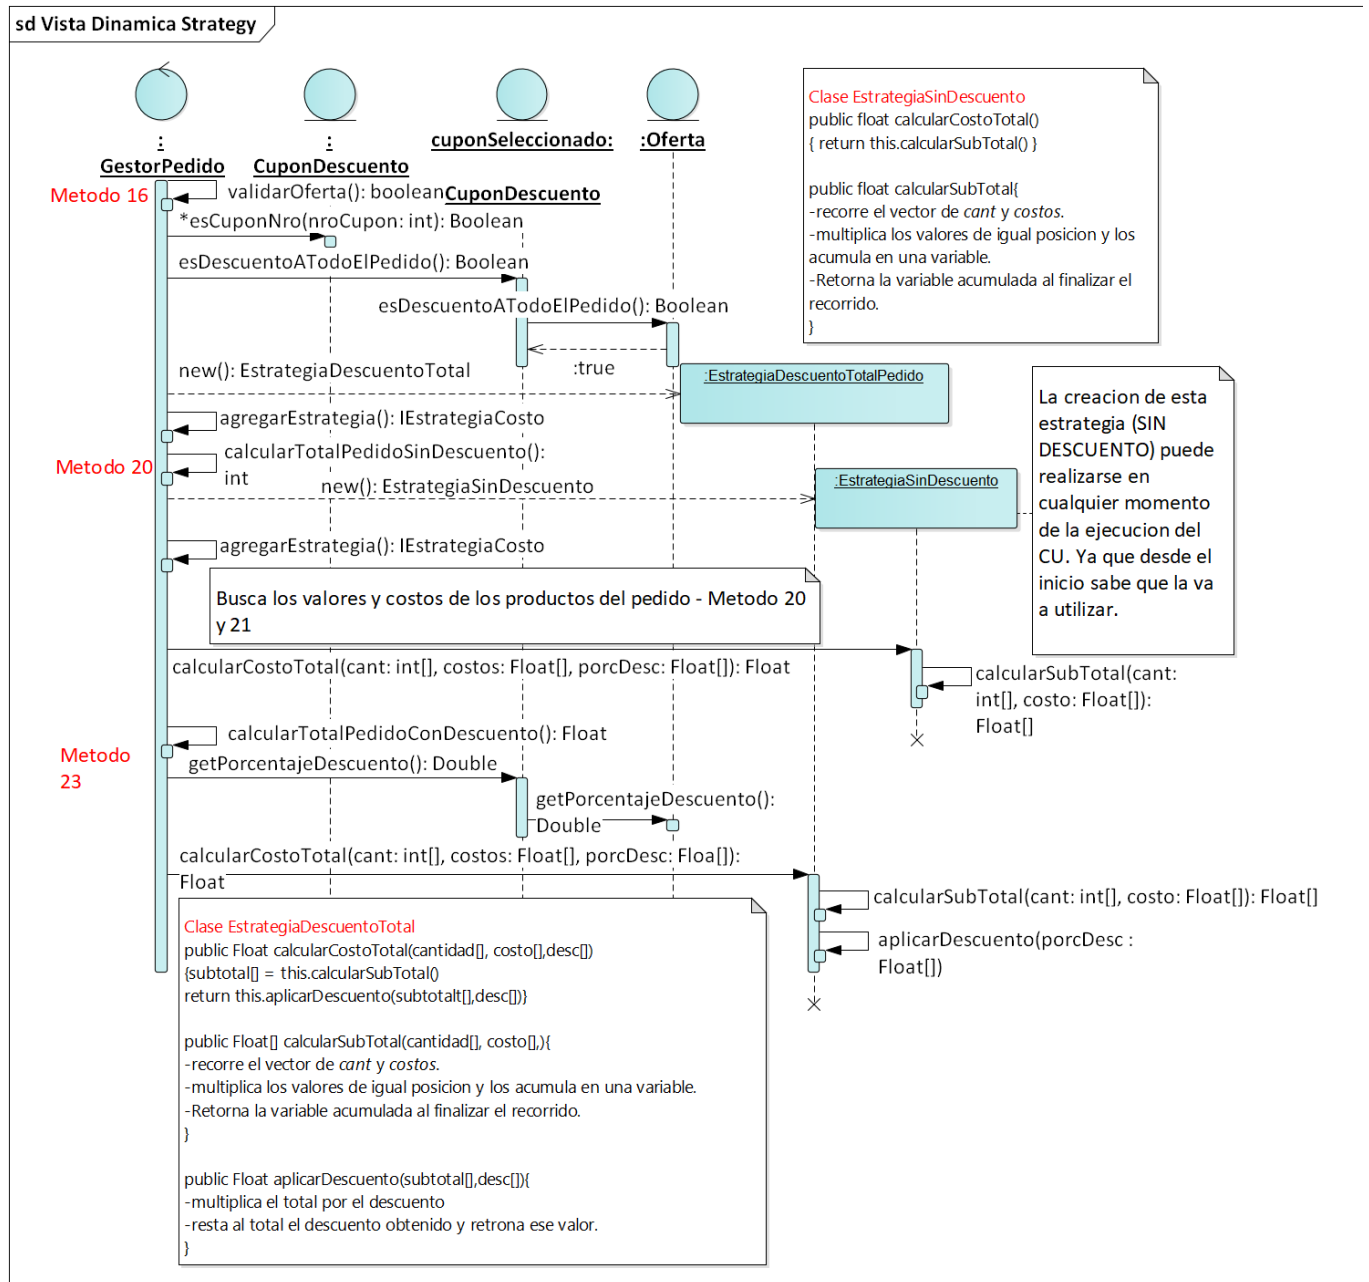 sd Vista Dinamica Strategy
:
GestorPedido
:
CuponDescuento
cuponSeleccionado:
CuponDescuento
:Oferta
Clase EstrategiaSinDescuento
public float calcularCostoTotal()
{ return this.calcularSubTotal() }
public float calcularSubTotal{
-recorre el vector de cant y costos.
-multiplica los valores de igual posicion y los
acumula en una variable.
-Retorna la variable acumulada al finalizar el
recorrido.
}
Metodo 16
validarOferta(): boolean
*esCuponNro(nroCupon: int): Boolean
esDescuentoATodoElPedido(): Boolean
esDescuentoATodoElPedido(): Boolean
:true
new(): EstrategiaDescuentoTotal
:EstrategiaDescuentoTotalPedido
agregarEstrategia(): IEstrategiaCosto
Metodo 20
calcularTotalPedidoSinDescuento():
int
new(): EstrategiaSinDescuento
:EstrategiaSinDescuento
La creacion de esta
estrategia (SIN
DESCUENTO) puede
realizarse en
cualquier momento
de la ejecucion del
CU. Ya que desde el
inicio sabe que la va
a utilizar.
agregarEstrategia(): IEstrategiaCosto
Busca los valores y costos de los productos del pedido - Metodo 20
y 21
calcularCostoTotal(cant: int[], costos: Float[], porcDesc: Float[]): Float
calcularSubTotal(cant:
int[], costo: Float[]):
Float[]
calcularTotalPedidoConDescuento(): Float
Metodo
23
getPorcentajeDescuento(): Double
getPorcentajeDescuento():
Double
calcularCostoTotal(cant: int[], costos: Float[], porcDesc: Floa[]):
Float
calcularSubTotal(cant: int[], costo: Float[]): Float[]
aplicarDescuento(porcDesc :
Float[])
Clase EstrategiaDescuentoTotal
public Float calcularCostoTotal(cantidad[], costo[],desc[])
{subtotal[] = this.calcularSubTotal()
return this.aplicarDescuento(subtotalt[],desc[])}
public Float[] calcularSubTotal(cantidad[], costo[],){
-recorre el vector de cant y costos.
-multiplica los valores de igual posicion y los acumula en una variable.
-Retorna la variable acumulada al finalizar el recorrido.
}
public Float aplicarDescuento(subtotal[],desc[]){
-multiplica el total por el descuento
-resta al total el descuento obtenido y retrona ese valor.
}